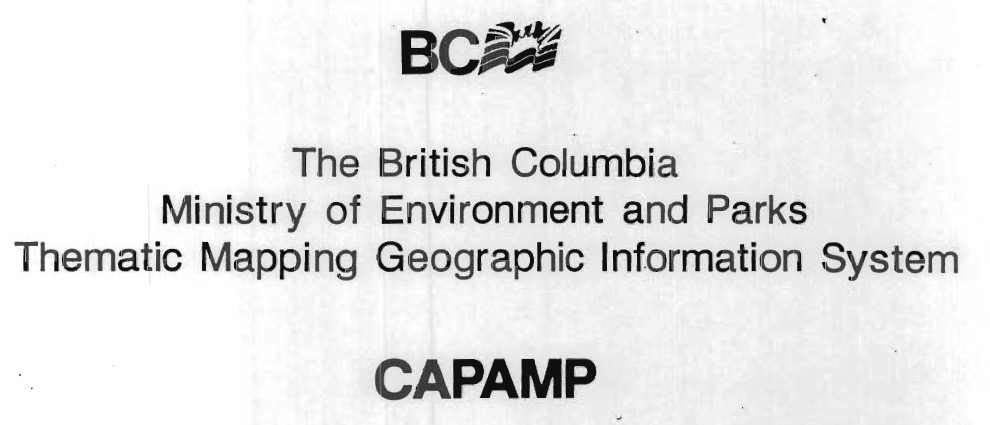 BC
The British Columbia
Ministry of Environment and Parks
Thematic Mapping Geographic Information System
CAPAMP